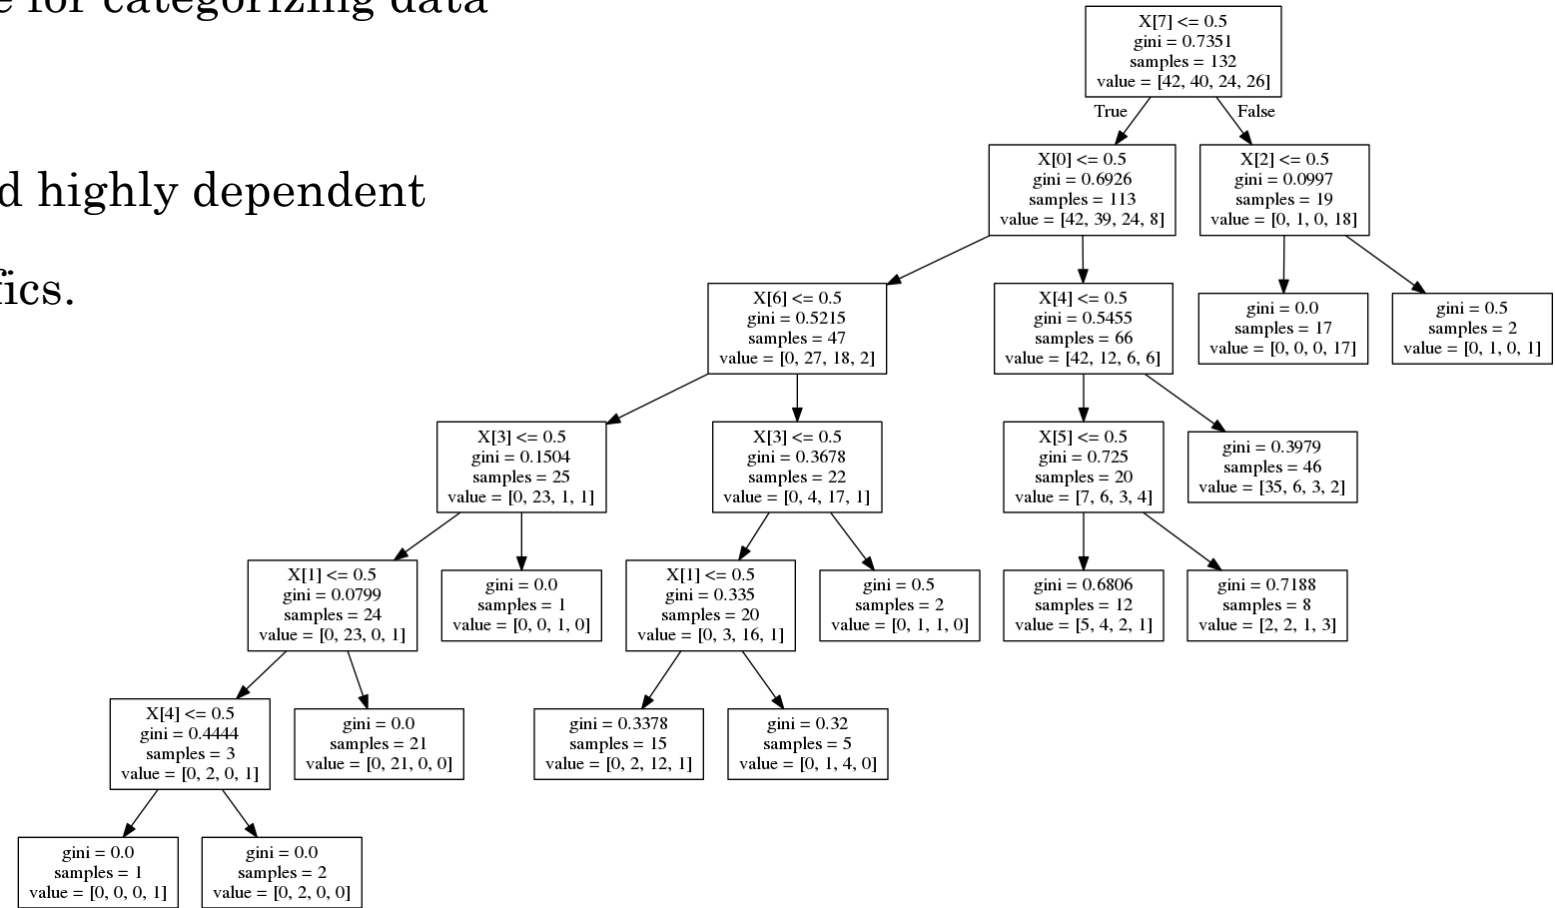 e for categorizing data
d highly dependent
fics.
X[7] <= 0.5
gini = 0.7351
samples = 132
value = [42, 40, 24, 26]
True
False
X[0] <= 0.5
gini = 0.6926
samples = 113
value = [42, 39, 24, 8]
X[2] <= 0.5
gini = 0.0997
samples = 19
value = [0, 1, 0, 18]
X[6] <= 0.5
gini = 0.5215
samples = 47
value = [0, 27, 18, 2]
X[4] <= 0.5
gini = 0.5455
samples = 66
value = [42, 12, 6, 6]
gini = 0.0
samples = 17
value = [0, 0, 0, 17]
gini = 0.5
samples = 2
value = [0, 1, 0, 1]
X[3] <= 0.5
gini = 0.1504
samples = 25
value = [0, 23, 1, 1]
X[3] <= 0.5
gini = 0.3678
samples = 22
value = [0, 4, 17, 1]
X[5] <= 0.5
gini = 0.725
samples = 20
value = [7, 6, 3, 4]
gini = 0.3979
samples = 46
value = [35, 6, 3, 2]
X[1] <= 0.5
gini = 0.0799
samples = 24
value = [0, 23, 0, 1]
gini = 0.0
samples = 1
value = [0, 0, 1, 0]
X[1] <= 0.5
gini = 0.335
samples = 20
value = [0, 3, 16, 1]
gini = 0.5
samples = 2
value = [0, 1, 1, 0]
gini = 0.6806
samples = 12
value = [5, 4, 2, 1]
gini = 0.7188
samples = 8
value = [2, 2, 1, 3]
X[4] <= 0.5
gini = 0.4444
samples = 3
value = [0, 2, 0, 1]
gini = 0.0
samples = 21
value = [0, 21, 0, 0]
gini = 0.3378
samples = 15
value = [0, 2, 12, 1]
gini = 0.32
samples = 5
value = [0, 1, 4, 0]
gini = 0.0
samples = 1
value = [0, 0, 0, 1]
gini = 0.0
samples = 2
value = [0, 2, 0, 0]